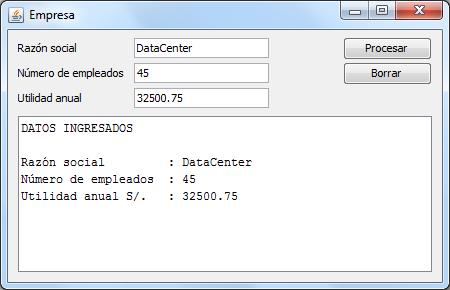 Empresa
Razón social DataCenter Procesar
Número de empleados 45 Borrar
Utilidad anual 32500.75
DATOS INGRESADOS
Razón social : DataCenter
Número de empleados : 45
Utilidad anual S/. : 32500.75